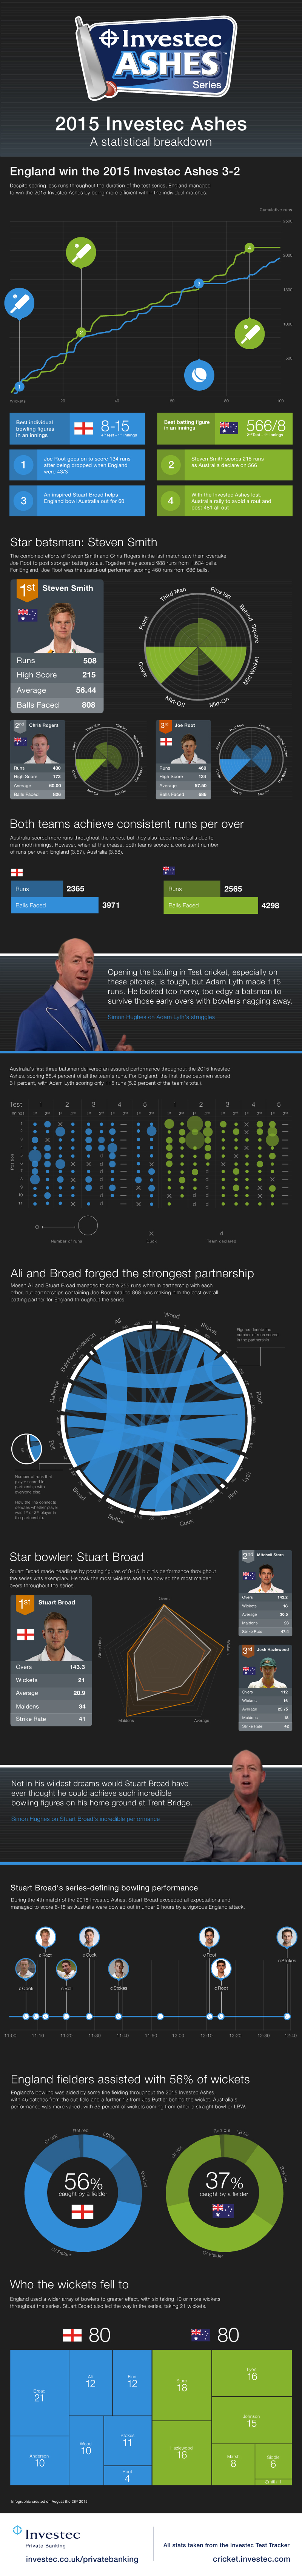 Investec
ASHES™
Series
2015 Investec Ashes
A statistical breakdown
England win the 2015 Investec Ashes 3-2
Despite scoring less runs throughout the duration of the test series, England managed
to win the 2015 Investec Ashes by being more efficient within the individual matches.
Cumulative runs
2500
2000
1500
1000
500
1
2
3
4
Wickets
20
40
60
80
100
Best individual
bowling figures
in an innings
8-15
4th Test - 1st Innings
Best batting figure
in an innings
566/8
2nd Test - 1st Innings
1
Joe Root goes on to score 134 runs
after being dropped when England
were 43/3
2
Steven Smith scores 215 runs
as Australia declare on 566
3
An inspired Stuart Broad helps
England bowl Australia out for 60
4
With the Investec Ashes lost,
Australia rally to avoid a rout and
post 481 all out
Star batsman: Steven Smith
The combined efforts of Steven Smith and Chris Rogers in the last match saw them overtake
Joe Root to post stronger batting totals. Together they scored 988 runs from 1,634 balls.
For England, Joe Root was the stand-out performer, scoring 460 runs from 686 balls.
1st Steven Smith
Runs 508
High Score 215
Average 56.44
Balls Faced 808
Third Man
Fine leg
Behind Square
Mid Wicket
Mid-On
Mid-Off
Cover
Point
2nd Chris Rogers
Runs 480
High Score 173
Average 60.00
Balls Faced 826
3rd Joe Root
Runs 460
High Score 134
Average 57.50
Balls Faced 686
Both teams achieve consistent runs per over
Australia scored more runs throughout the series, but they also faced more balls due to
mammoth innings. However, when at the crease, both teams scored a consistent number
of runs per over: England (3.57), Australia (3.58).
Runs 2365
Balls Faced 3971
Runs 2565
Balls Faced 4298
Opening the batting in Test cricket, especially on
these pitches, is tough, but Adam Lyth made 115
runs. He looked too nervy, too edgy a batsman to
survive those early overs with bowlers nagging away.
Simon Hughes on Adam Lyth's struggles
Australia's first three batsmen delivered an assured performance throughout the 2015 Investec
Ashes, scoring 58.4 percent of all the team's runs. For England, the first three batsmen scored
31 percent, with Adam Lyth scoring only 115 runs (5.2 percent of the team's total).
Test 1 2 3 4 5 1 2 3 4 5
Innings
Position
Number of runs
Duck
Team declared
Ali and Broad forged the strongest partnership
Moeen Ali and Stuart Broad managed to score 255 runs when in partnership with each
other, but partnerships containing Joe Root totalled 868 runs making him the best overall
batting partner for England throughout the series.
Figures denote the
number of runs scored
in the partnership
Ali
Wood
Stokes
Root
Lyth
Finn
Cook
Buttler
Broad
Bell
Ballance
Bairstow
Anderson
Number of runs that
player scored in
partnership with
everyone else
How the line connects
denotes whether player
was 1st or 2nd player in
the partnership.
Star bowler: Stuart Broad
Stuart Broad made headlines by posting figures of 8-15, but his performance throughout
the series was exemplary. He took the most wickets and also bowled the most maiden
overs throughout the series.
1st Stuart Broad
Overs 143.3
Wickets 21
Average 20.9
Maidens 34
Strike Rate 41
Overs
Wickets
Average
Maidens
Strike Rate
2nd Mitchell Starc
Overs 142.2
Wickets 18
Average 30.5
Maidens 25
Strike Rate 47.4
3rd Josh Hazlewood
Overs 112
Wickets 16
Average 25.75
Maidens 16
Strike Rate 42
Not in his wildest dreams would Stuart Broad have
ever thought he could achieve such incredible
bowling figures on his home ground at Trent Bridge.
Simon Hughes on Stuart Broad's incredible performance
Stuart Broad's series-defining bowling performance
During the 4th match of the 2015 Investec Ashes, Stuart Broad exceeded all expectations and
managed to score 8-15 as Australia were bowled out in under 2 hours by a vigorous England attack.
c Root
c Cook
c Root
c Stokes
c Cook
c Bell
c Stokes
c Root
11:00 11:10 11:20 11:30 11:40 11:50 12:00 12:10 12:20 12:30 12:40
England fielders assisted with 56% of wickets
England's bowling was aided by some fine fielding throughout the 2015 Investec Ashes,
with 45 catches from the out-field and a further 12 from Jos Buttler behind the wicket. Australia's
performance was more varied, with 35 percent of wickets coming from either a straight bowl or LBW.
C/ WK
Retired
LBWs
Bowled
C/ Fielder
56%
caught by a fielder
C/ WK
Run out
LBWs
Bowled
C/ Fielder
37%
caught by a fielder
Who the wickets fell to
England used a wider array of bowlers to greater effect, with six taking 10 or more wickets
throughout the series. Stuart Broad also led the way in the series, taking 21 wickets.
80
80
Broad
21
Ali
12
Finn
12
Anderson
10
Wood
10
Stokes
11
Root
4
Starc
18
Lyon
16
Hazlewood
16
Johnson
15
Marsh
8
Siddle
6
Smith, 1
Infographic created on August the 28th 2015
Investec
Private Banking
investec.co.uk/privatebanking
All stats taken from the Investec Test Tracker
cricket.investec.com